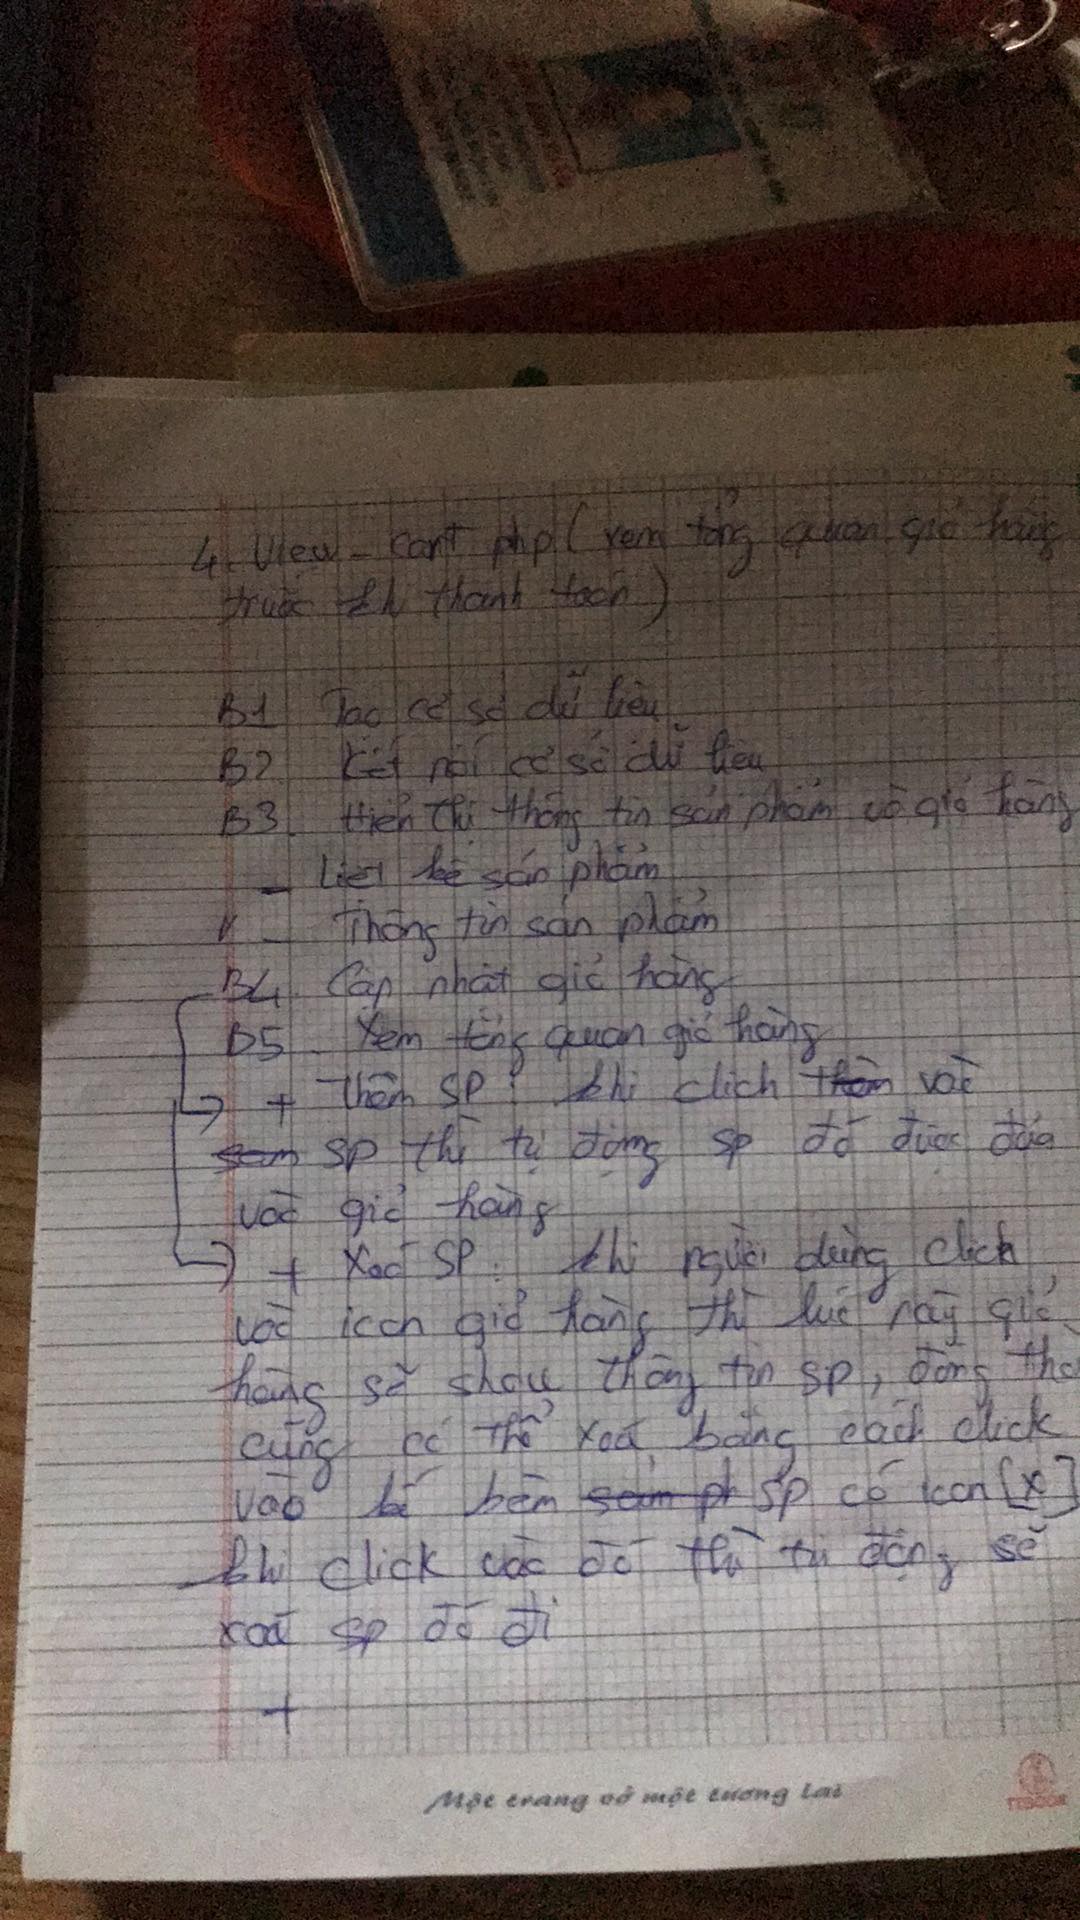 4. View - cart php ( xem tổng quan giỏ hàng
trước khi thanh toán )
B1 Tạo cơ sở dữ liệu
B2 Kết nối cơ sở dữ liệu
B3. Hiển thị thông tin sản phẩm và giỏ hàng
- Liệt kê sản phẩm
- Thông tin sản phẩm
B4. Cập nhật giỏ hàng
B5. Xem tổng quan giỏ hàng
+ Thêm SP : khi click vào
SP thì tự động SP đó được đưa
vào giỏ hàng
+ Xoá SP : khi người dùng click
vào icon giỏ hàng thì lúc này giỏ
hàng sẽ show thông tin SP, đồng thờ
cũng có thể xoá bằng cách click
vào kế bên SP có icon [x]
khi click vào đó thì tự động sẽ
xoá SP đó đi
+
Một trang vở một tương lai